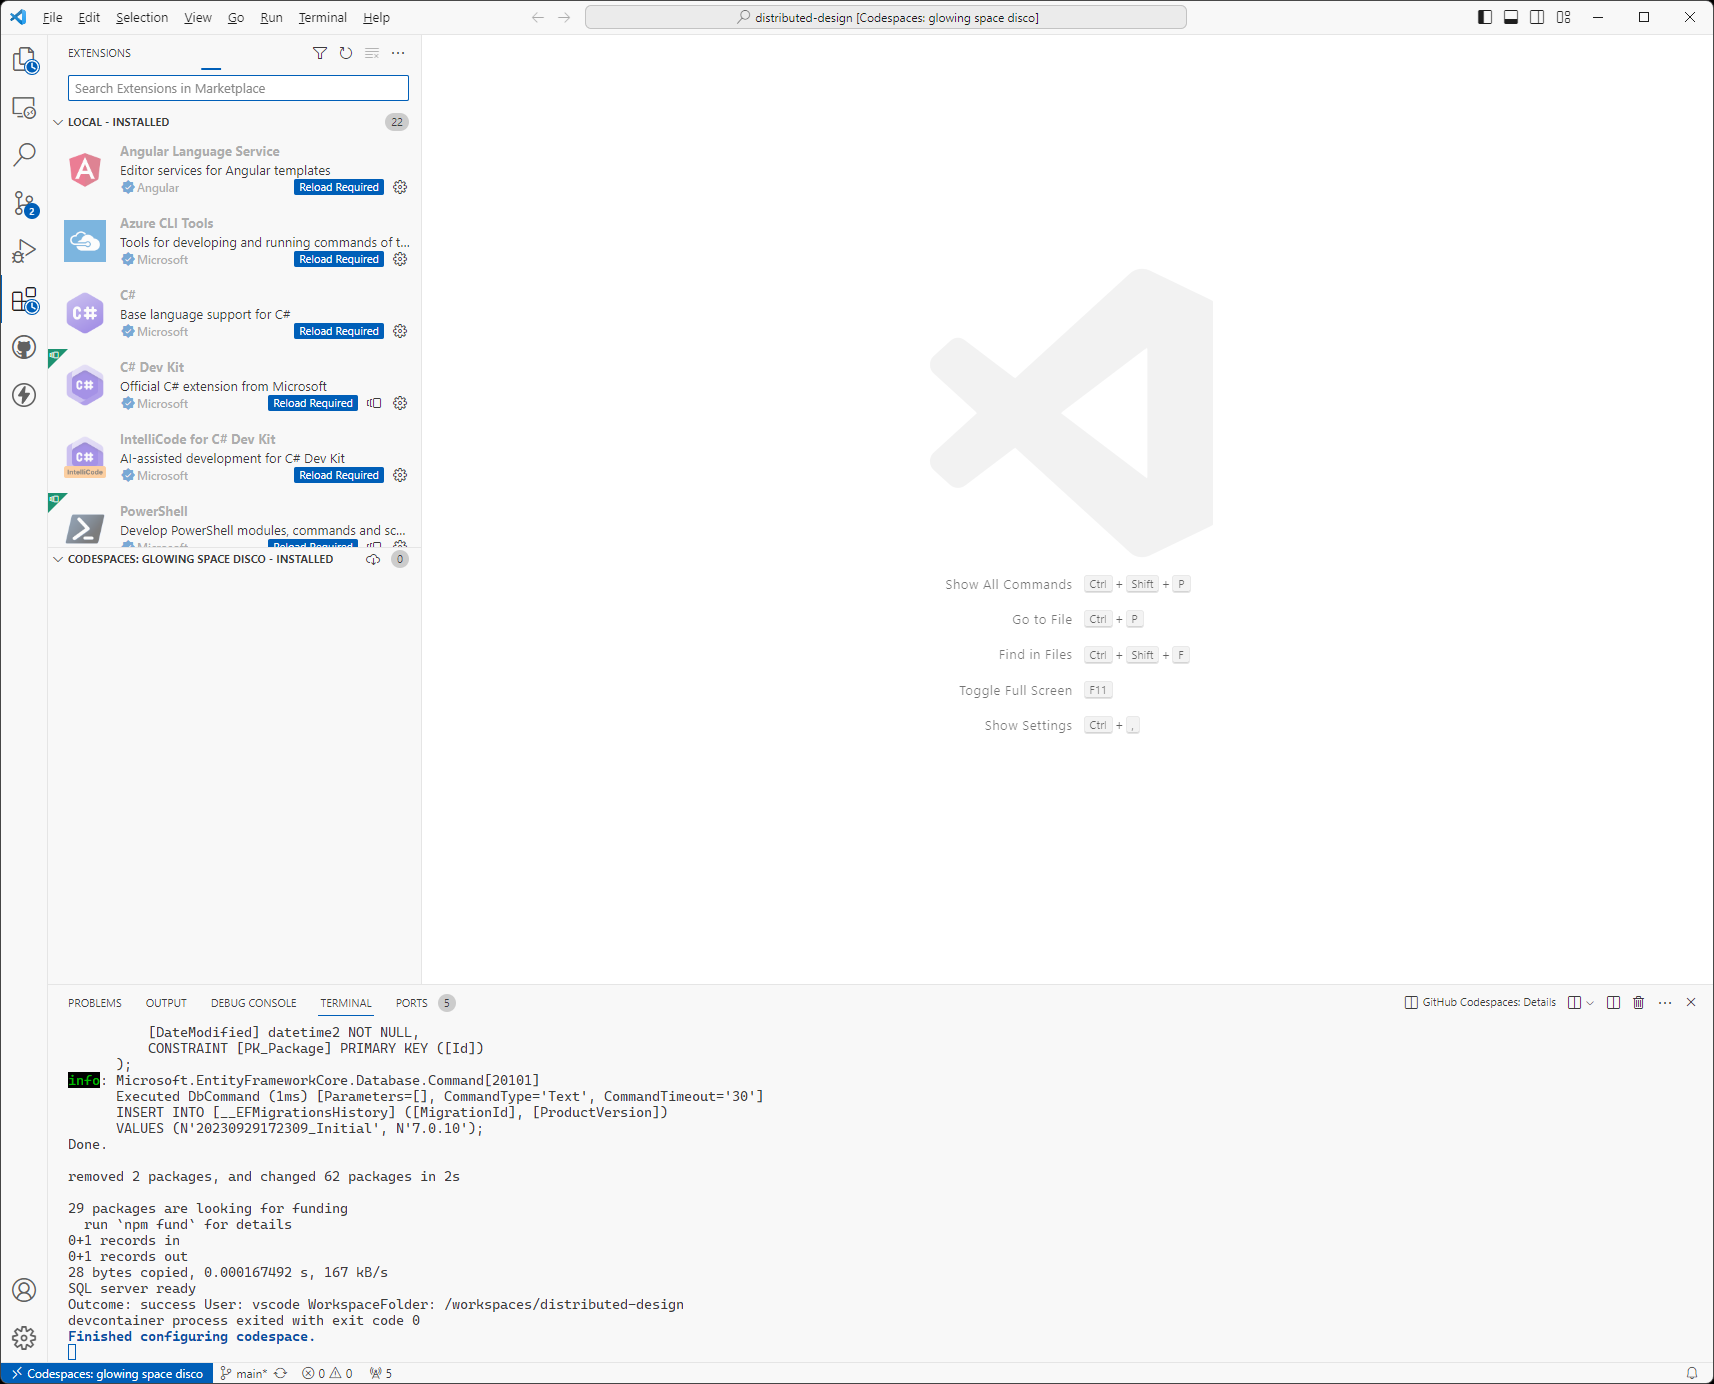 File Edit Selection View Go Run Terminal Help
distributed-design [Codespaces: glowing space disco]
EXTENSIONS
Search Extensions in Marketplace
LOCAL - INSTALLED 22
Angular Language Service
Editor services for Angular templates
Angular Reload Required
Azure CLI Tools
Tools for developing and running commands of t...
Microsoft Reload Required
C#
Base language support for C#
Microsoft Reload Required
C# Dev Kit
Official C# extension from Microsoft
Microsoft Reload Required
IntelliCode for C# Dev Kit
AI-assisted development for C# Dev Kit
IntelliCode
Microsoft Reload Required
PowerShell
Develop PowerShell modules, commands and sc...
Microsoft Reload Required
CODESPACES: GLOWING SPACE DISCO - INSTALLED 0
2
Show All Commands Ctrl + Shift + P
Go to File Ctrl + P
Find in Files Ctrl + Shift + F
Toggle Full Screen F11
Show Settings Ctrl + ,
PROBLEMS OUTPUT DEBUG CONSOLE TERMINAL PORTS 5
GitHub Codespaces: Details
[DateModified] datetime2 NOT NULL,
CONSTRAINT [PK_Package] PRIMARY KEY ([Id])
);
info: Microsoft.EntityFrameworkCore.Database.Command[20101]
Executed DbCommand (1ms) [Parameters=[], CommandType='Text', CommandTimeout='30']
INSERT INTO [__EFMigrationsHistory] ([MigrationId], [ProductVersion])
VALUES (N'20230929172309_Initial', N'7.0.10');
Done.
removed 2 packages, and changed 62 packages in 2s
29 packages are looking for funding
run `npm fund` for details
0+1 records in
0+1 records out
28 bytes copied, 0.000167492 s, 167 kB/s
SQL server ready
Outcome: success User: vscode WorkspaceFolder: /workspaces/distributed-design
devcontainer process exited with exit code 0
Finished configuring codespace.
Codespaces: glowing space disco main* 0 0 5